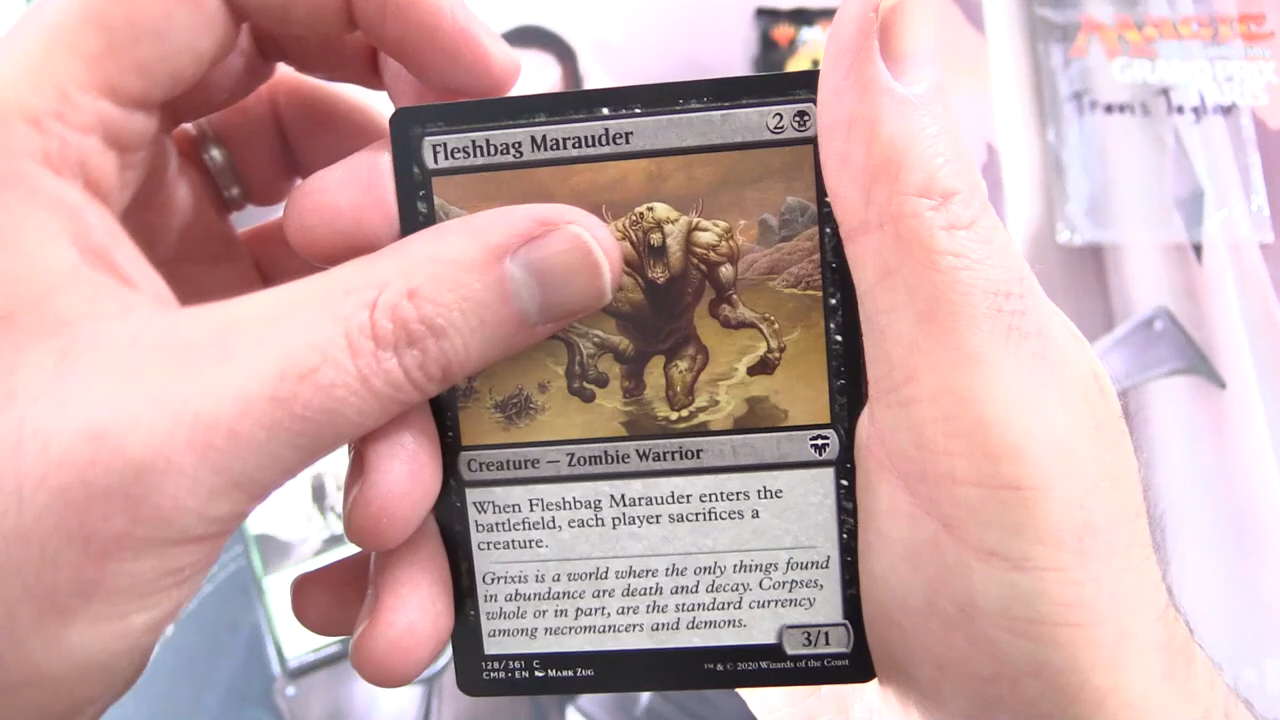 MAGIC
GRAND PRIX
Travis
Fleshbag Marauder
2
Creature — Zombie Warrior
When Fleshbag Marauder enters the
battlefield, each player sacrifices a
creature.
Grixis is a world where the only things found
in abundance are death and decay. Corpses,
whole or in part, are the standard currency
among necromancers and demons.
3/1
128/361 C
CMR • EN Mark Zug
™ & © 2020 Wizards of the Coast